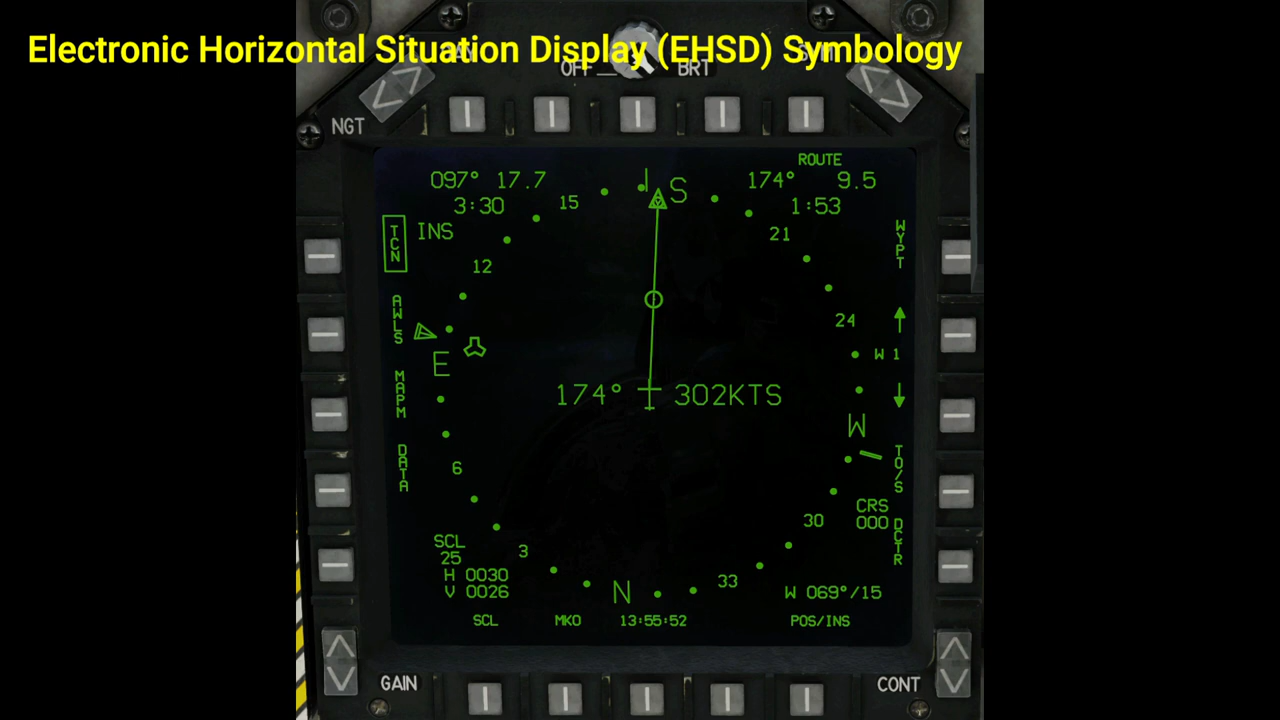 Electronic Horizontal Situation Display (EHSD) Symbology
OFF BRT
NGT
ROUTE
097° 17.7
174° 9.5
3:30
1:53
15
S
TCN
INS
WYPT
21
12
24
AWLS
W 1
E
174° 302KTS
MAPM
W
DATA
6
TO/S
CRS
000
30
DCTR
SCL
25
3
H 0030
V 0026
N
33
W 069°/15
SCL
MKO
13:55:52
POS/INS
GAIN
CONT